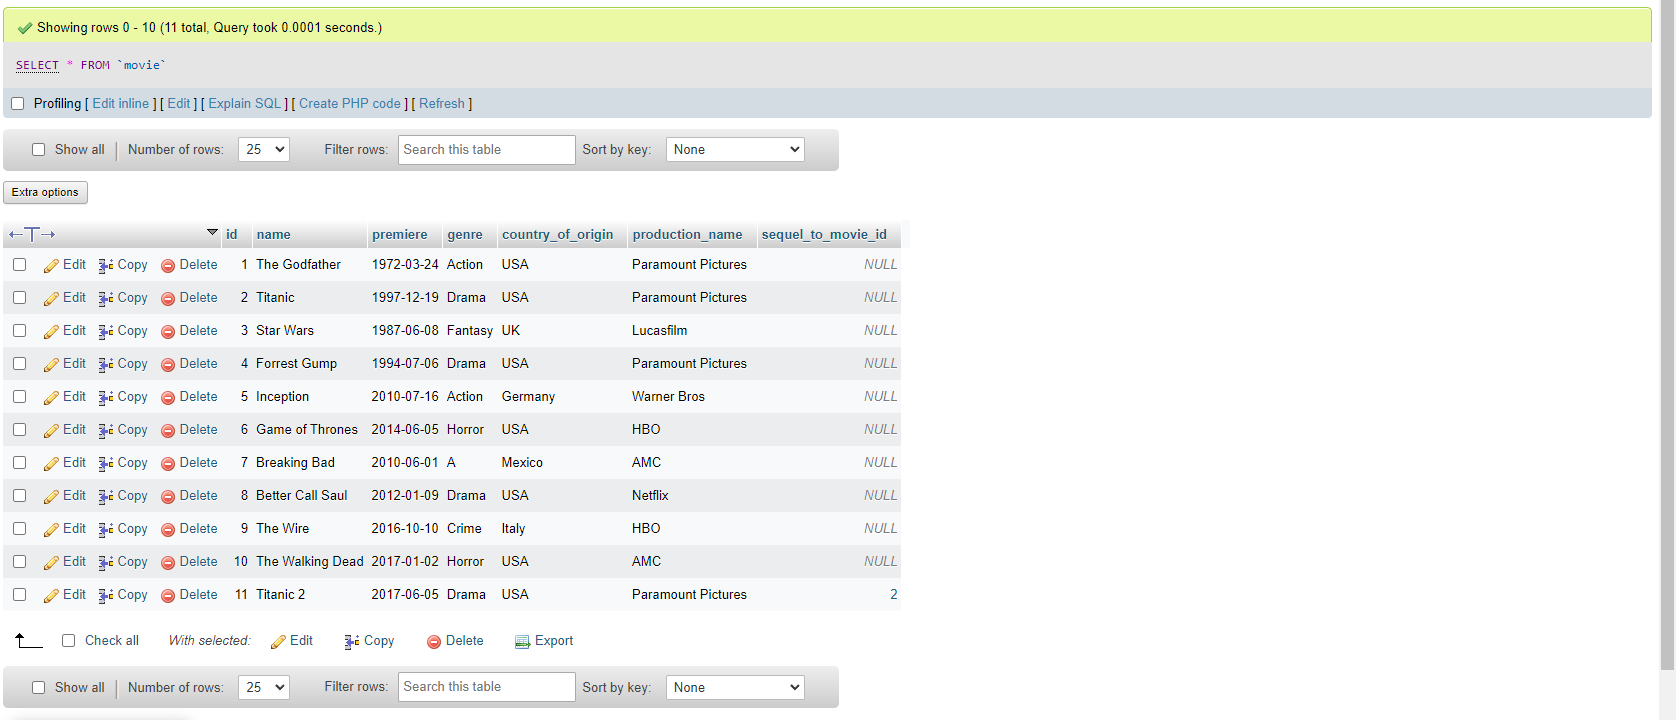 Showing rows 0 - 10 (11 total, Query took 0.0001 seconds.)
SELECT * FROM `movie`
Profiling [ Edit inline ] [ Edit ] [ Explain SQL ] [ Create PHP code ] [ Refresh ]
Show all Number of rows: 25 Filter rows: Search this table Sort by key: None
Extra options
←T→ id name premiere genre country_of_origin production_name sequel_to_movie_id
Edit Copy Delete 1 The Godfather 1972-03-24 Action USA Paramount Pictures NULL
Edit Copy Delete 2 Titanic 1997-12-19 Drama USA Paramount Pictures NULL
Edit Copy Delete 3 Star Wars 1987-06-08 Fantasy UK Lucasfilm NULL
Edit Copy Delete 4 Forrest Gump 1994-07-06 Drama USA Paramount Pictures NULL
Edit Copy Delete 5 Inception 2010-07-16 Action Germany Warner Bros NULL
Edit Copy Delete 6 Game of Thrones 2014-06-05 Horror USA HBO NULL
Edit Copy Delete 7 Breaking Bad 2010-06-01 A Mexico AMC NULL
Edit Copy Delete 8 Better Call Saul 2012-01-09 Drama USA Netflix NULL
Edit Copy Delete 9 The Wire 2016-10-10 Crime Italy HBO NULL
Edit Copy Delete 10 The Walking Dead 2017-01-02 Horror USA AMC NULL
Edit Copy Delete 11 Titanic 2 2017-06-05 Drama USA Paramount Pictures 2
Check all With selected: Edit Copy Delete Export
Show all Number of rows: 25 Filter rows: Search this table Sort by key: None